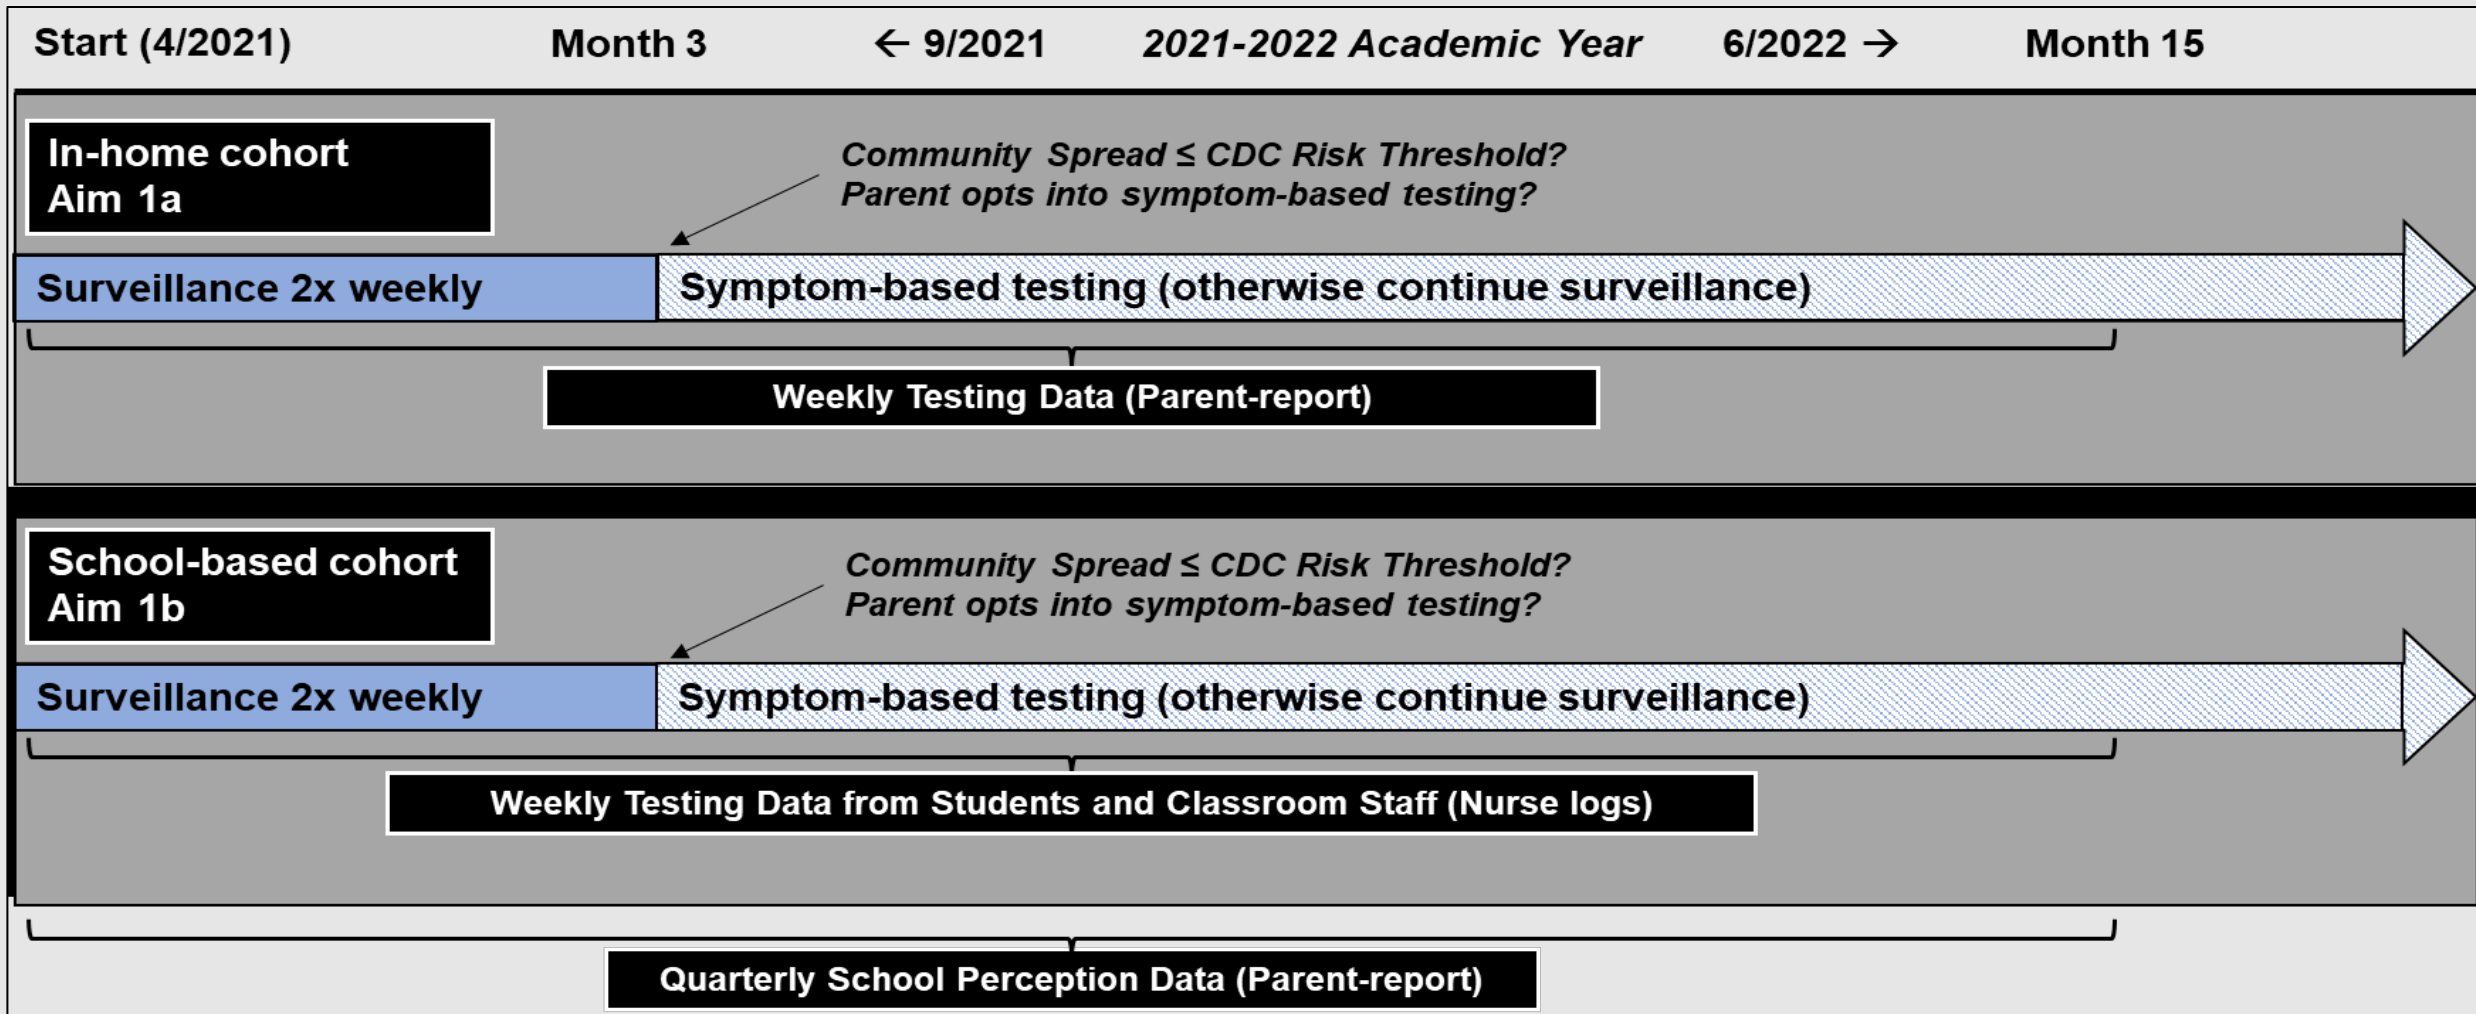 Start (4/2021) Month 3 ← 9/2021 2021-2022 Academic Year 6/2022 → Month 15
In-home cohort
Aim 1a
Community Spread ≤ CDC Risk Threshold?
Parent opts into symptom-based testing?
Surveillance 2x weekly
Symptom-based testing (otherwise continue surveillance)
Weekly Testing Data (Parent-report)
School-based cohort
Aim 1b
Community Spread ≤ CDC Risk Threshold?
Parent opts into symptom-based testing?
Surveillance 2x weekly
Symptom-based testing (otherwise continue surveillance)
Weekly Testing Data from Students and Classroom Staff (Nurse logs)
Quarterly School Perception Data (Parent-report)